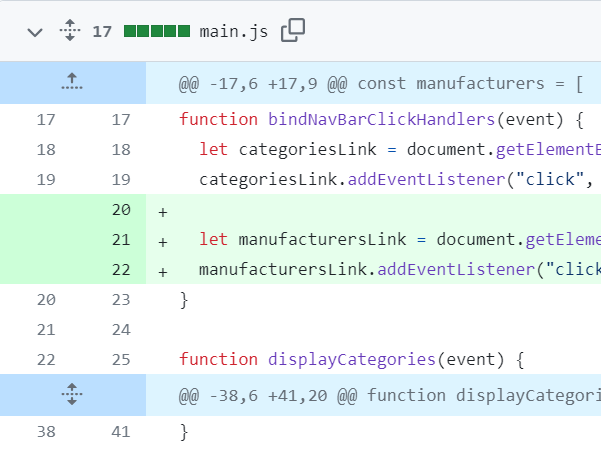 17 main.js
@@ -17,6 +17,9 @@ const manufacturers = [
17 17 function bindNavBarClickHandlers(event) {
18 18 let categoriesLink = document.getElementB
19 19 categoriesLink.addEventListener("click",
20 +
21 + let manufacturersLink = document.getEleme
22 + manufacturersLink.addEventListener("click
20 23 }
21 24
22 25 function displayCategories(event) {
@@ -38,6 +41,20 @@ function displayCategori
38 41 }